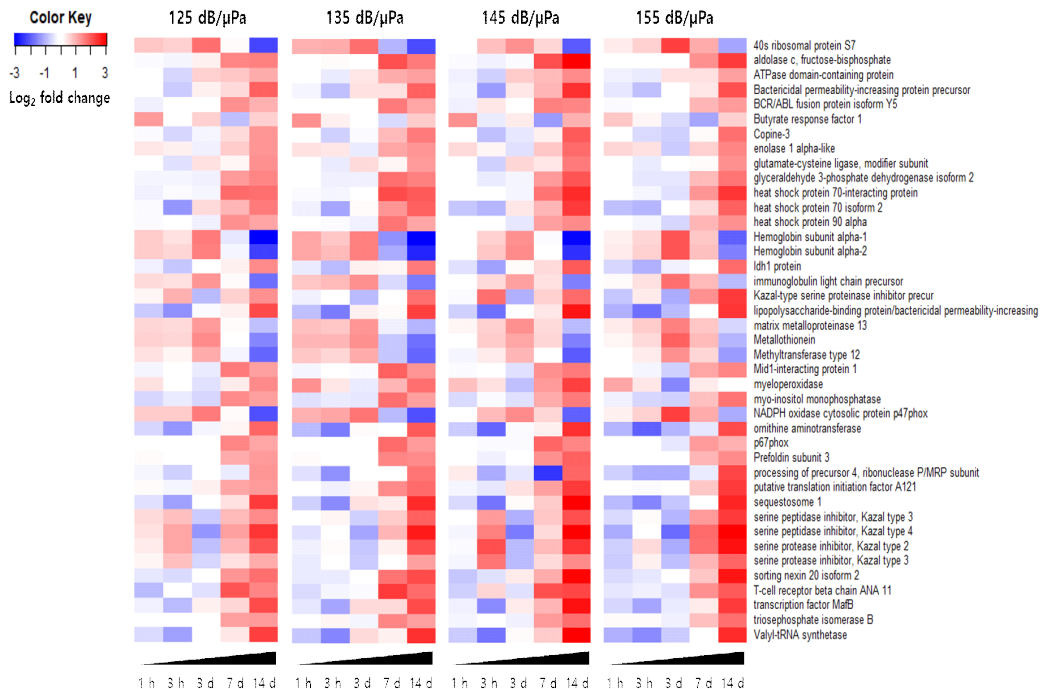 Color Key
-3 -1 1 3
Log2 fold change
125 dB/μPa 135 dB/μPa 145 dB/μPa 155 dB/μPa
40s ribosomal protein S7
aldolase c, fructose-bisphosphate
ATPase domain-containing protein
Bactericidal permeability-increasing protein precursor
BCR/ABL fusion protein isoform Y5
Butyrate response factor 1
Copine-3
enolase 1 alpha-like
glutamate-cysteine ligase, modifier subunit
glyceraldehyde 3-phosphate dehydrogenase isoform 2
heat shock protein 70-interacting protein
heat shock protein 70 isoform 2
heat shock protein 90 alpha
Hemoglobin subunit alpha-1
Hemoglobin subunit alpha-2
Idh1 protein
immunoglobulin light chain precursor
Kazal-type serine proteinase inhibitor precur
lipopolysaccharide-binding protein/bactericidal permeability-increasing
matrix metalloproteinase 13
Metallothionein
Methyltransferase type 12
Mid1-interacting protein 1
myeloperoxidase
myo-inositol monophosphatase
NADPH oxidase cytosolic protein p47phox
ornithine aminotransferase
p67phox
Prefoldin subunit 3
processing of precursor 4, ribonuclease P/MRP subunit
putative translation initiation factor A121
sequestosome 1
serine peptidase inhibitor, Kazal type 3
serine peptidase inhibitor, Kazal type 4
serine protease inhibitor, Kazal type 2
serine protease inhibitor, Kazal type 3
sorting nexin 20 isoform 2
T-cell receptor beta chain ANA 11
transcription factor MafB
triosephosphate isomerase B
Valyl-tRNA synthetase
1 h 3 h 3 d 7 d 14 d 1 h 3 h 3 d 7 d 14 d 1 h 3 h 3 d 7 d 14 d 1 h 3 h 3 d 7 d 14 d